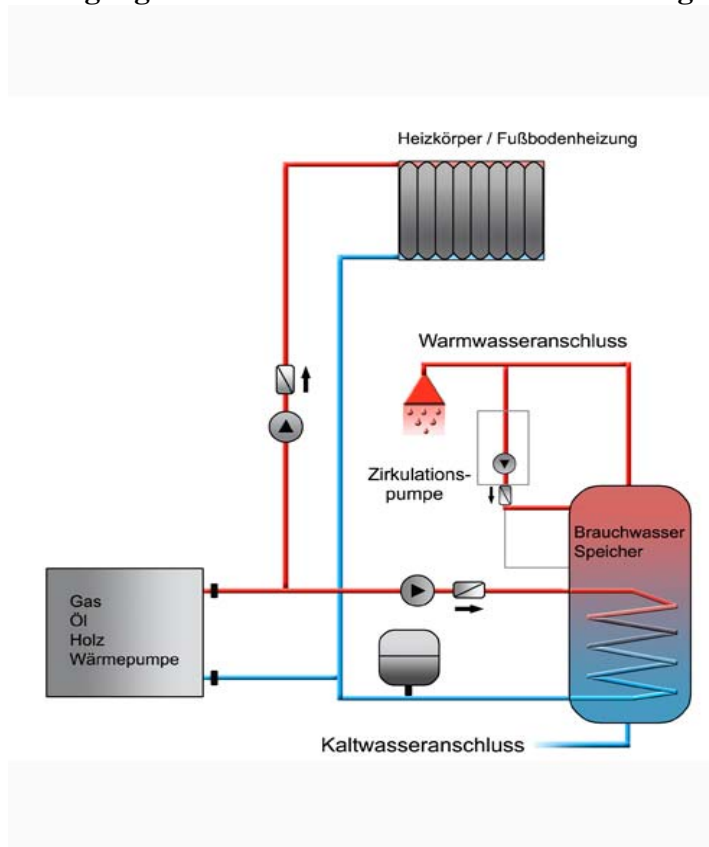 Heizkörper / Fußbodenheizung
Warmwasseranschluss
Zirkulations-
pumpe
Brauchwasser
Speicher
Gas
Öl
Holz
Wärmepumpe
Kaltwasseranschluss